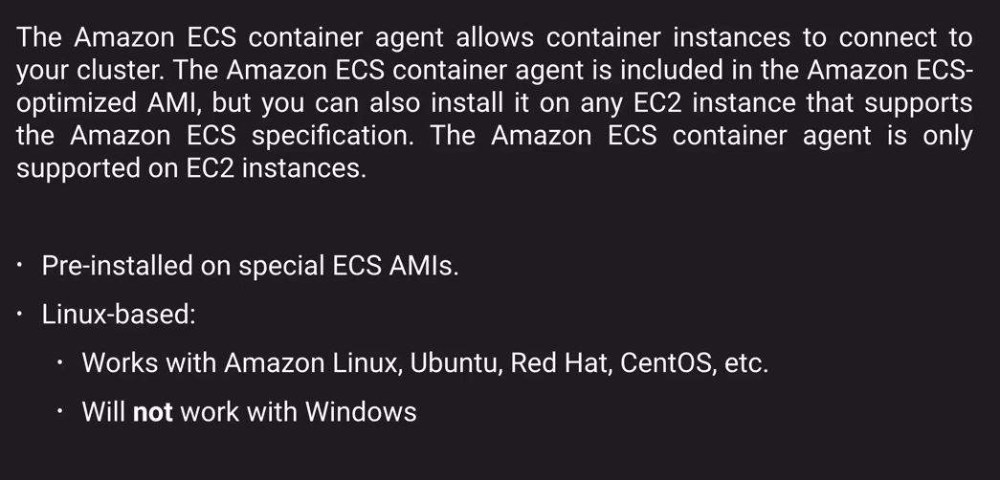 The Amazon ECS container agent allows container instances to connect to
your cluster. The Amazon ECS container agent is included in the Amazon ECS-
optimized AMI, but you can also install it on any EC2 instance that supports
the Amazon ECS specification. The Amazon ECS container agent is only
supported on EC2 instances.
• Pre-installed on special ECS AMIs.
• Linux-based:
• Works with Amazon Linux, Ubuntu, Red Hat, CentOS, etc.
• Will not work with Windows